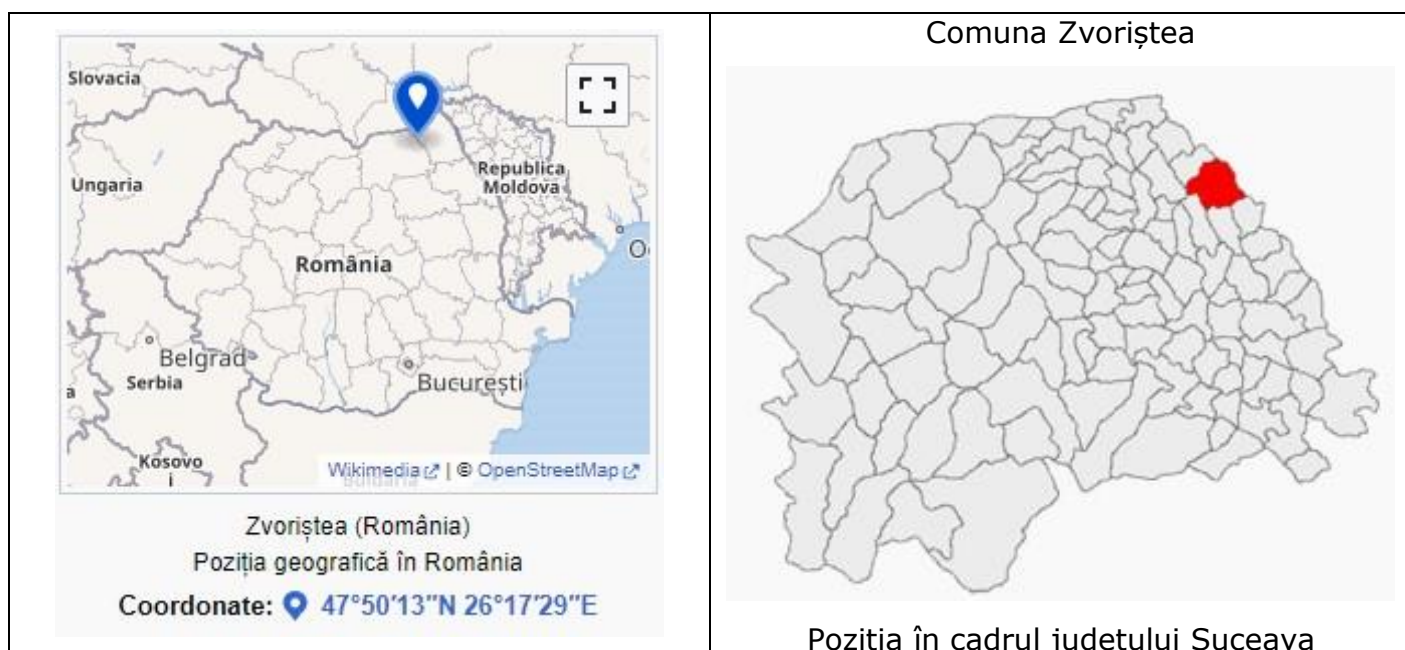 Slovacia
Ungaria
Republica
Moldova
România
Belgrad
Serbia
București
Kosovo
Wikimedia | © OpenStreetMap
Zvoriștea (România)
Poziția geografică în România
Coordonate: 47°50′13″N 26°17′29″E
Comuna Zvoriștea
Poziția în cadrul județului Suceava